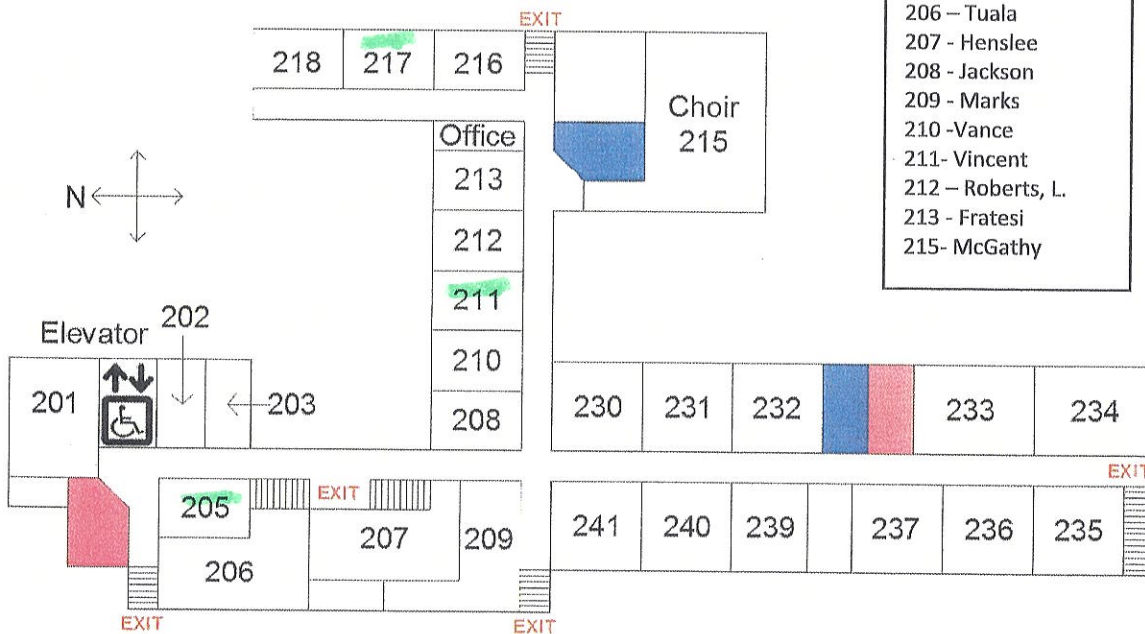 EXIT
218
217
216
Choir
215
Office
213
212
211
210
208
N
Elevator
202
201
203
230
231
232
233
234
EXIT
205
EXIT
206
207
209
241
240
239
237
236
235
EXIT
EXIT
206 – Tuala
207 - Henslee
208 - Jackson
209 - Marks
210 -Vance
211- Vincent
212 – Roberts, L.
213 - Fratesi
215- McGathy